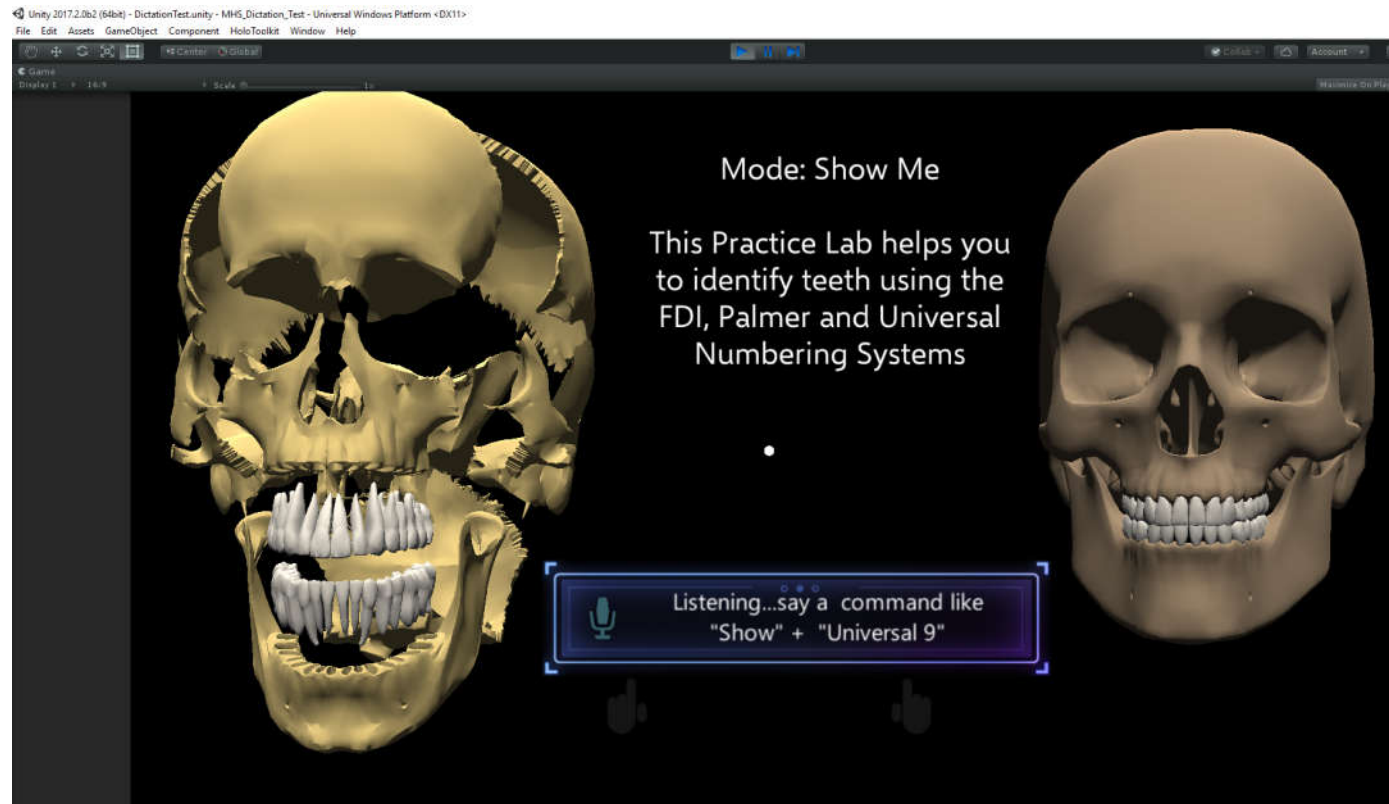 Unity 2017.2.0b2 (64bit) - DictationTest.unity - MHS_Dictation_Test - Universal Windows Platform <DX11>
File Edit Assets GameObject Component HoloToolkit Window Help
Center Global Collab Account
Game
Display 1 16:9 Scale 1x Maximize On Play
Mode: Show Me
This Practice Lab helps you
to identify teeth using the
FDI, Palmer and Universal
Numbering Systems
Listening...say a command like
"Show" + "Universal 9"